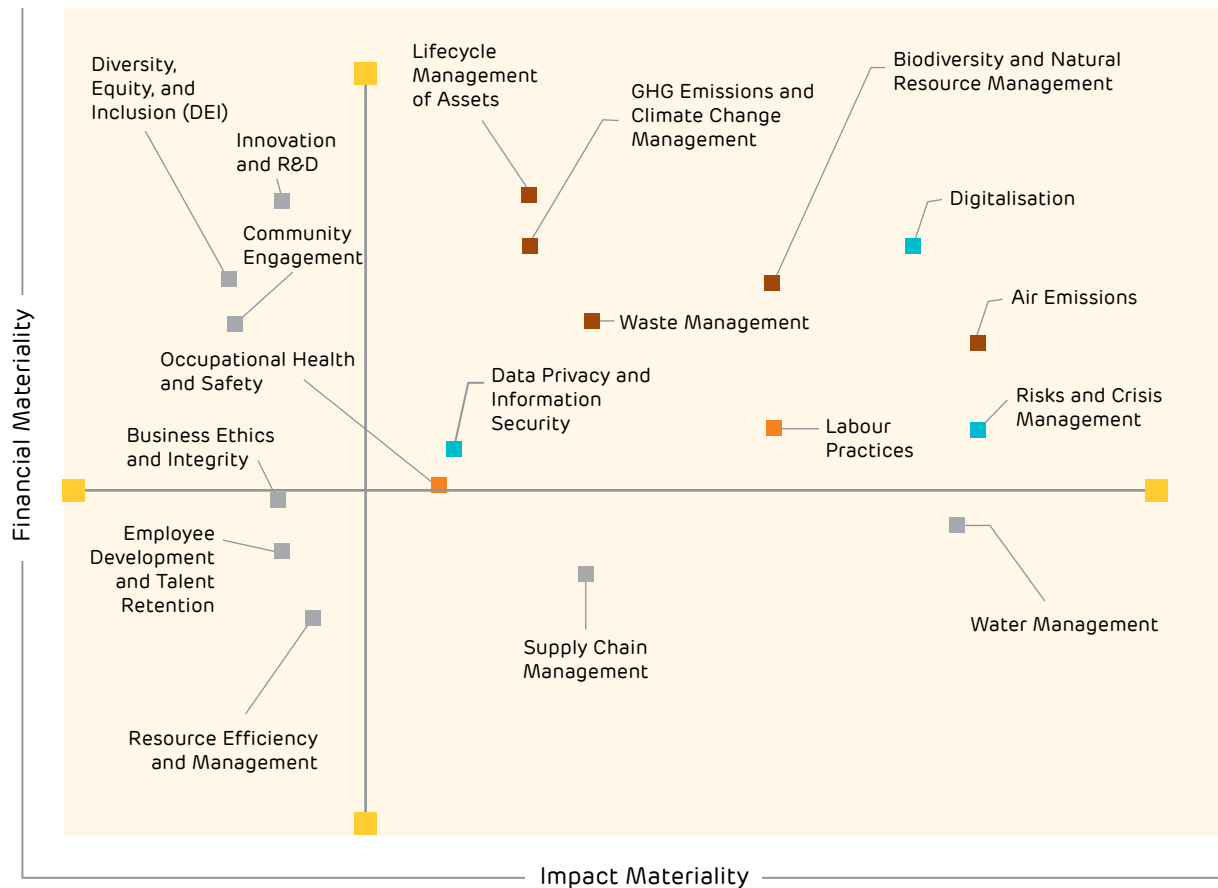 Diversity,
Equity, and
Inclusion (DEI)
Innovation
and R&D
Community
Engagement
Lifecycle
Management
of Assets
GHG Emissions and
Climate Change
Management
Biodiversity and Natural
Resource Management
Digitalisation
Air Emissions
Waste Management
Occupational Health
and Safety
Data Privacy and
Information
Security
Risks and Crisis
Management
Labour
Practices
Business Ethics
and Integrity
Employee
Development
and Talent
Retention
Supply Chain
Management
Water Management
Resource Efficiency
and Management
Financial Materiality
Impact Materiality